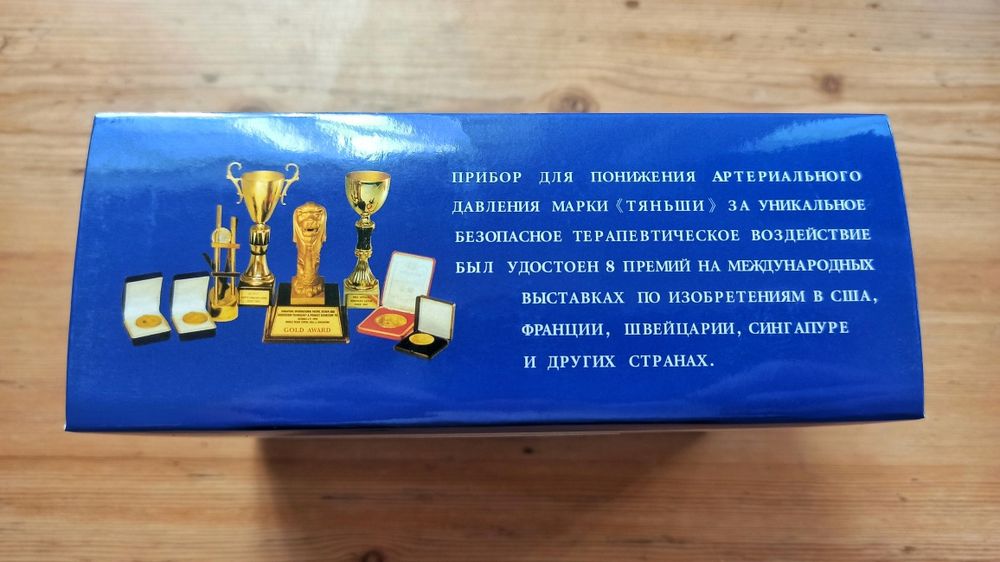 ПРИБОР ДЛЯ ПОНИЖЕНИЯ АРТЕРИАЛЬНОГО
ДАВЛЕНИЯ МАРКИ《ТЯНЬШИ》ЗА УНИКАЛЬНОЕ
БЕЗОПАСНОЕ ТЕРАПЕВТИЧЕСКОЕ ВОЗДЕЙСТВИЕ
БЫЛ УДОСТОЕН 8 ПРЕМИЙ НА МЕЖДУНАРОДНЫХ
ВЫСТАВКАХ ПО ИЗОБРЕТЕНИЯМ В США,
ФРАНЦИИ, ШВЕЙЦАРИИ, СИНГАПУРЕ
И ДРУГИХ СТРАНАХ.
GOLD AWARD